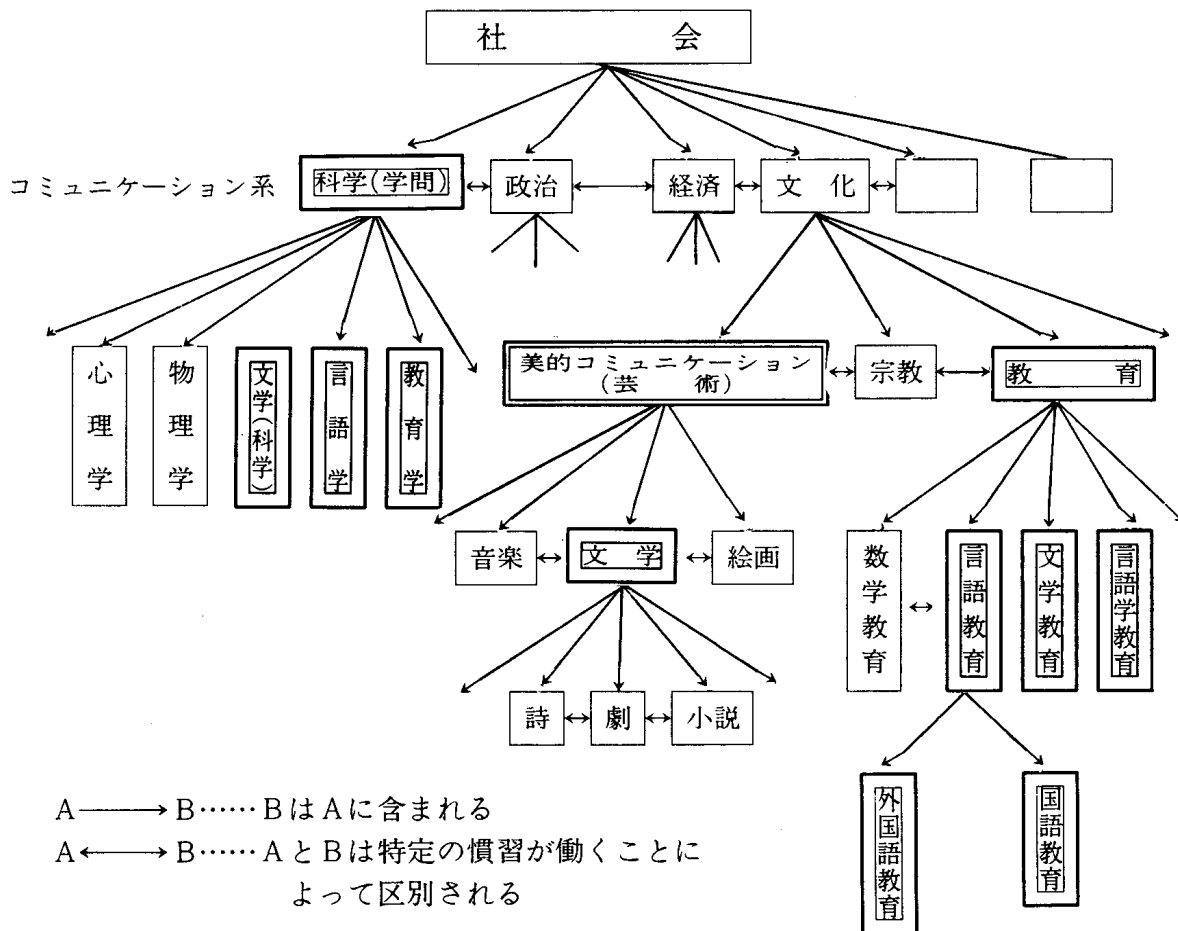 社 会
コミュニケーション系
科学(学問)
政治
経済
文 化
心理学
物理学
文学(科学)
言語学
教育学
美的コミュニケーション
(芸 術)
宗教
教 育
音楽
文 学
絵画
数学教育
言語教育
文学教育
言語学教育
詩
劇
小説
外国語教育
国語教育
A⟶B……BはAに含まれる
A⟷B……AとBは特定の慣習が働くことに
よって区別される